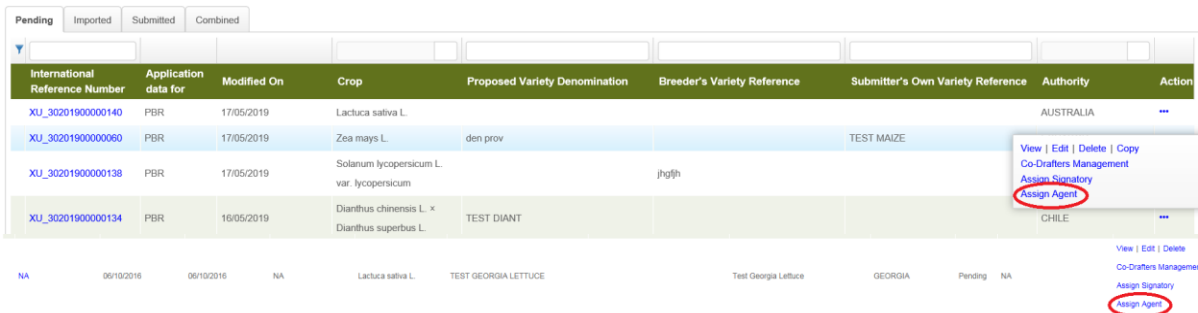 Pending Imported Submitted Combined
International Reference Number Application data for Modified On Crop Proposed Variety Denomination Breeder's Variety Reference Submitter's Own Variety Reference Authority Action
XU_30201900000140 PBR 17/05/2019 Lactuca sativa L. AUSTRALIA •••
XU_30201900000060 PBR 17/05/2019 Zea mays L. den prov TEST MAIZE
View | Edit | Delete | Copy
Co-Drafters Management
Assign Signatory
Assign Agent
XU_30201900000138 PBR 17/05/2019 Solanum lycopersicum L. var. lycopersicum jhgfjh
XU_30201900000134 PBR 16/05/2019 Dianthus chinensis L. × Dianthus superbus L. TEST DIANT CHILE •••
NA 06/10/2016 06/10/2016 NA Lactuca sativa L. TEST GEORGIA LETTUCE Test Georgia Lettuce GEORGIA Pending NA
View | Edit | Delete
Co-Drafters Managemen
Assign Signatory
Assign Agent